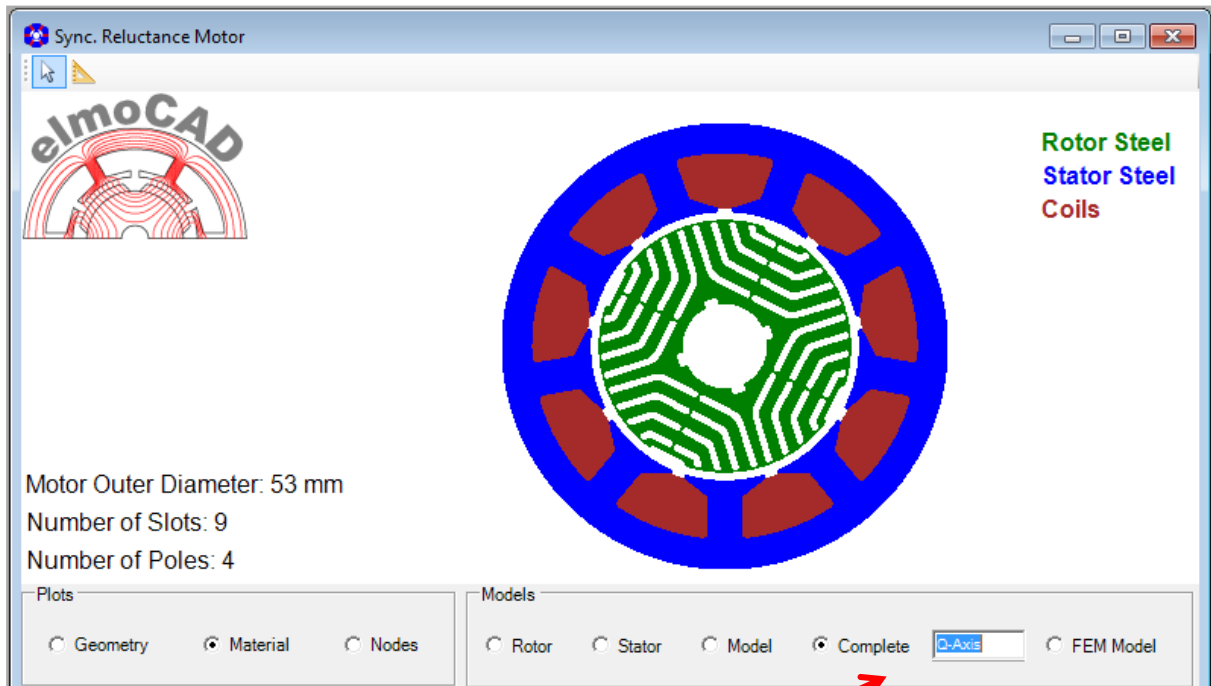 Sync. Reluctance Motor
elmoCAD
Rotor Steel
Stator Steel
Coils
Motor Outer Diameter: 53 mm
Number of Slots: 9
Number of Poles: 4
Plots
Geometry Material Nodes
Models
Rotor Stator Model Complete Q-Axis FEM Model